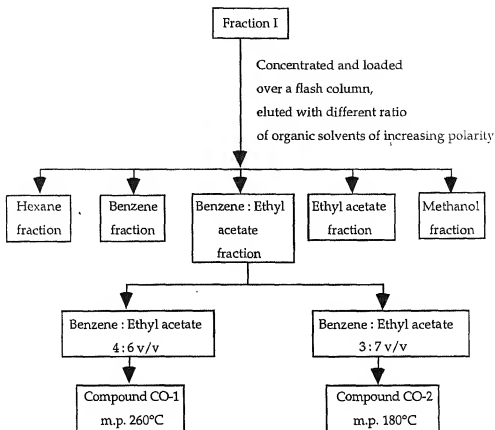 Fraction I
Concentrated and loaded
over a flash column,
eluted with different ratio
of organic solvents of increasing polarity
Hexane
fraction
Benzene
fraction
Benzene : Ethyl
acetate
fraction
Ethyl acetate
fraction
Methanol
fraction
Benzene : Ethyl acetate
4:6 v/v
Benzene : Ethyl acetate
3:7 v/v
Compound CO-1
m.p. 260°C
Compound CO-2
m.p. 180°C